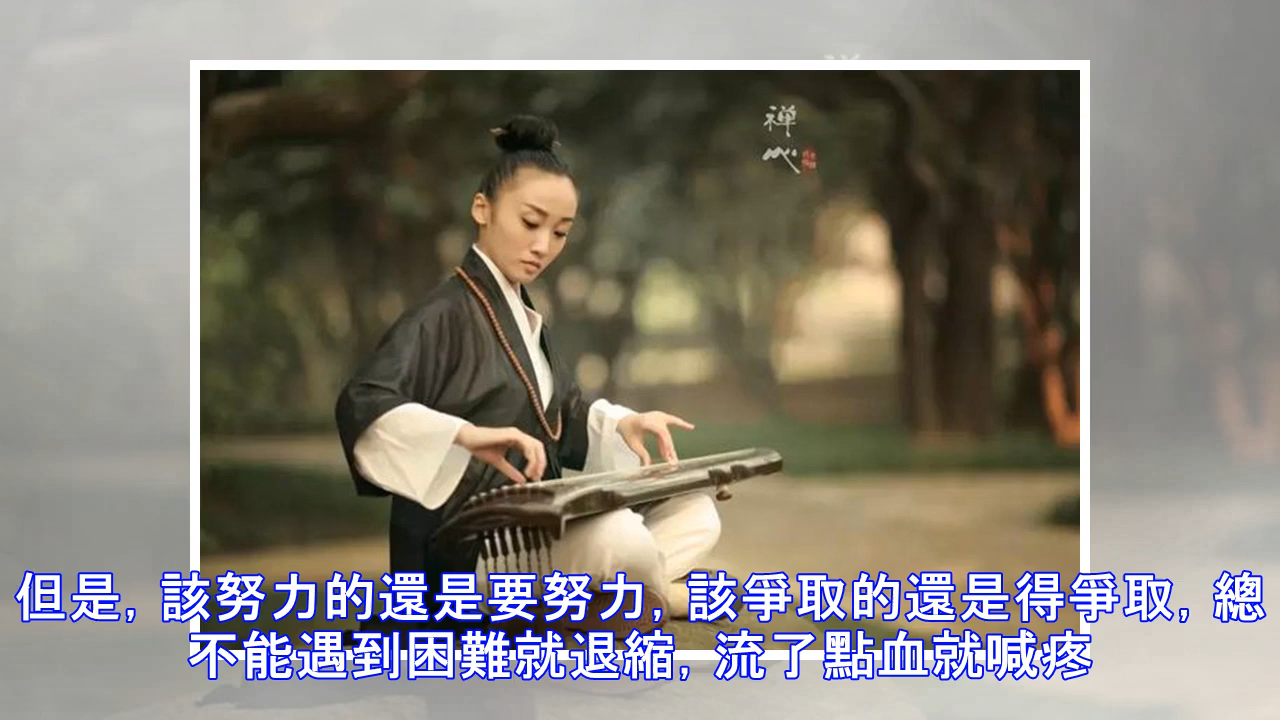 禅
心
但是, 該努力的還是要努力, 該爭取的還是得爭取, 總
不能遇到困難就退縮, 流了點血就喊疼